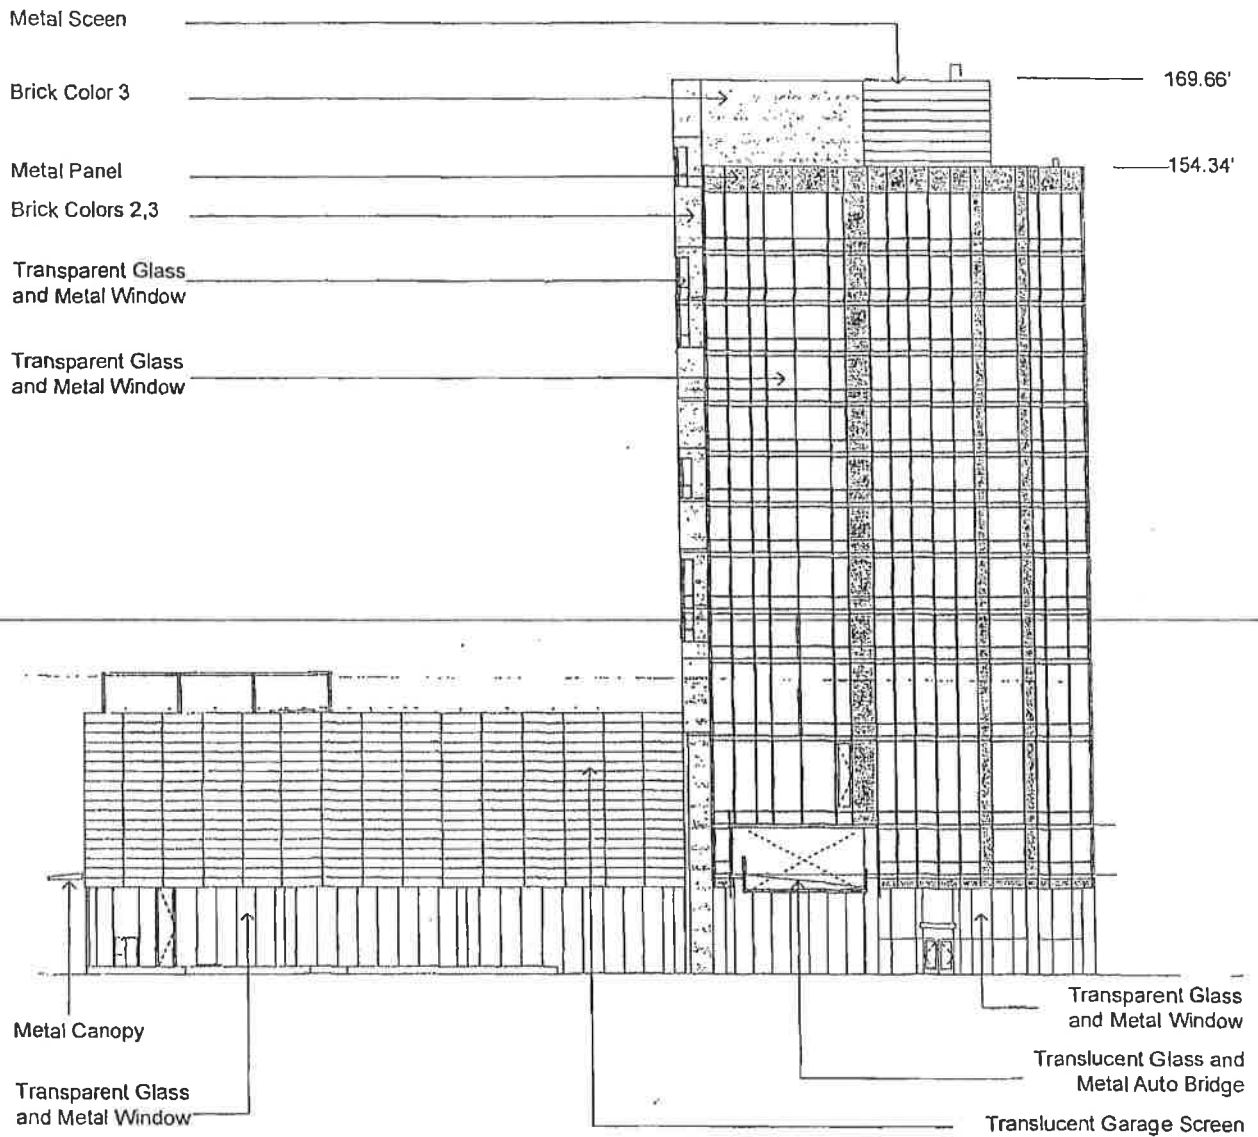 Metal Sceen
169.66'
Brick Color 3
154.34'
Metal Panel
Brick Colors 2,3
Transparent Glass
and Metal Window
Transparent Glass
and Metal Window
Transparent Glass
and Metal Window
Metal Canopy
Translucent Glass and
Metal Auto Bridge
Transparent Glass
and Metal Window
Translucent Garage Screen